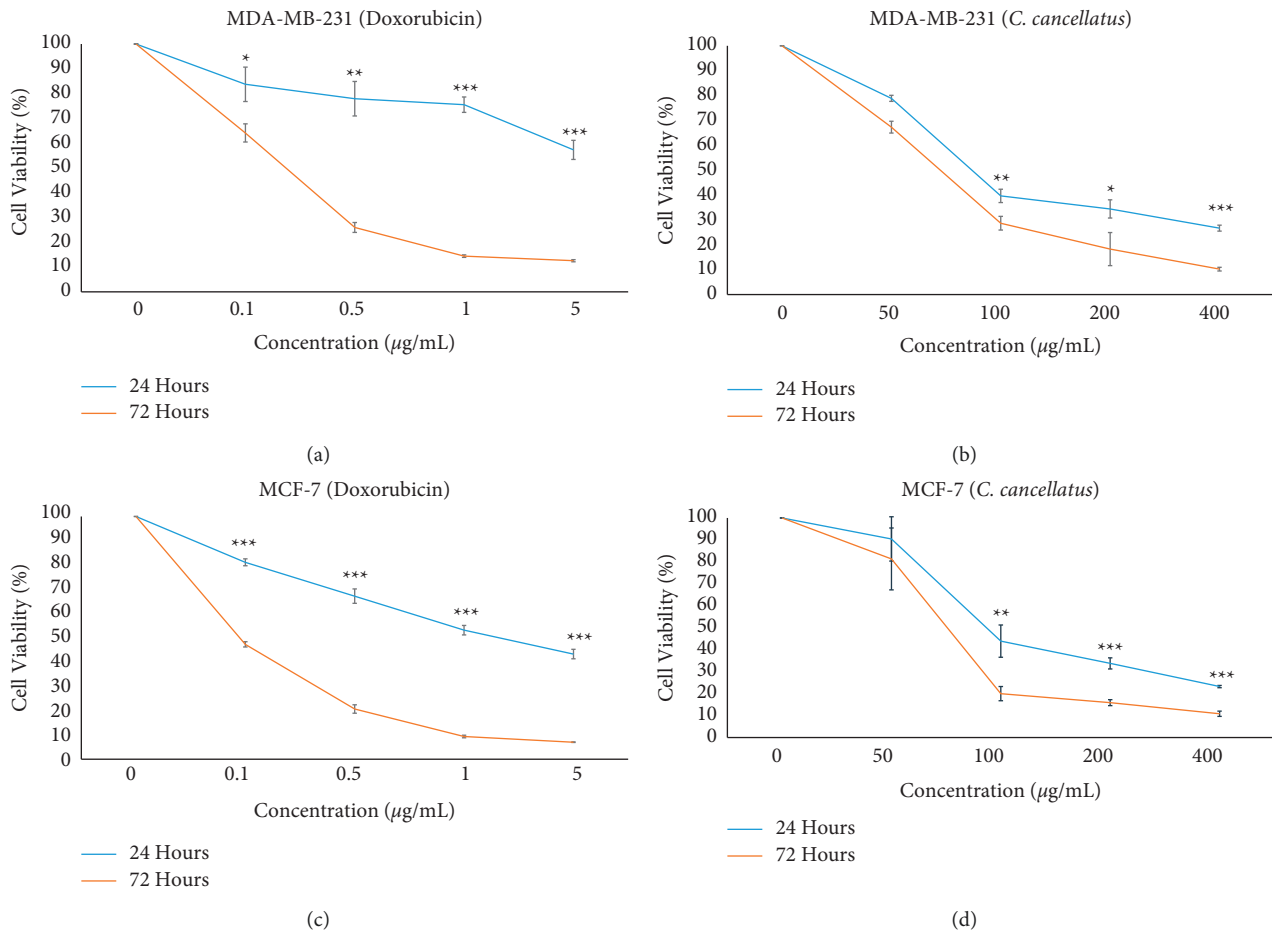 MDA-MB-231 (Doxorubicin)
100
90
80
70
60
50
40
30
20
10
0
Cell Viability (%)
*
**
***
***
0 0.1 0.5 1 5
Concentration (µg/mL)
24 Hours
72 Hours
(a)
MDA-MB-231 (C. cancellatus)
100
90
80
70
60
50
40
30
20
10
0
Cell Viability (%)
**
*
***
0 50 100 200 400
Concentration (µg/mL)
24 Hours
72 Hours
(b)
MCF-7 (Doxorubicin)
100
90
80
70
60
50
40
30
20
10
0
Cell Viability (%)
***
***
***
***
0 0.1 0.5 1 5
Concentration (µg/mL)
24 Hours
72 Hours
(c)
MCF-7 (C. cancellatus)
100
90
80
70
60
50
40
30
20
10
0
Cell Viability (%)
**
***
***
0 50 100 200 400
Concentration (µg/mL)
24 Hours
72 Hours
(d)